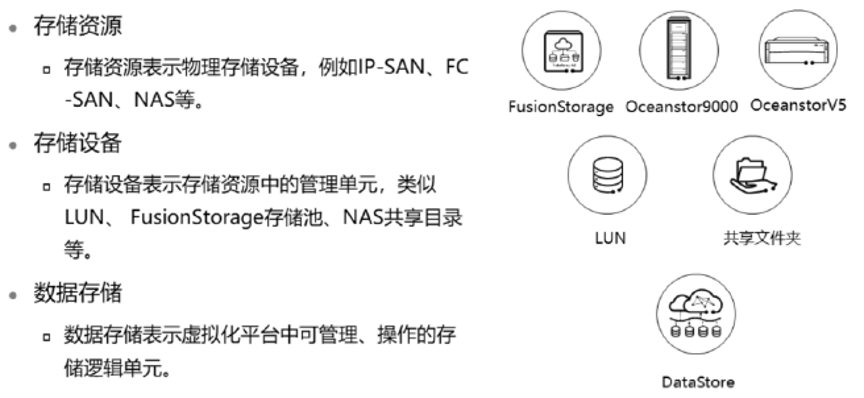 存储资源
存储资源表示物理存储设备，例如IP-SAN、FC
-SAN、NAS等。
存储设备
存储设备表示存储资源中的管理单元，类似
LUN、 FusionStorage存储池、NAS共享目录
等。
数据存储
数据存储表示虚拟化平台中可管理、操作的存
储逻辑单元。
FusionStorage Oceanstor9000 OceanstorV5
LUN 共享文件夹
DataStore